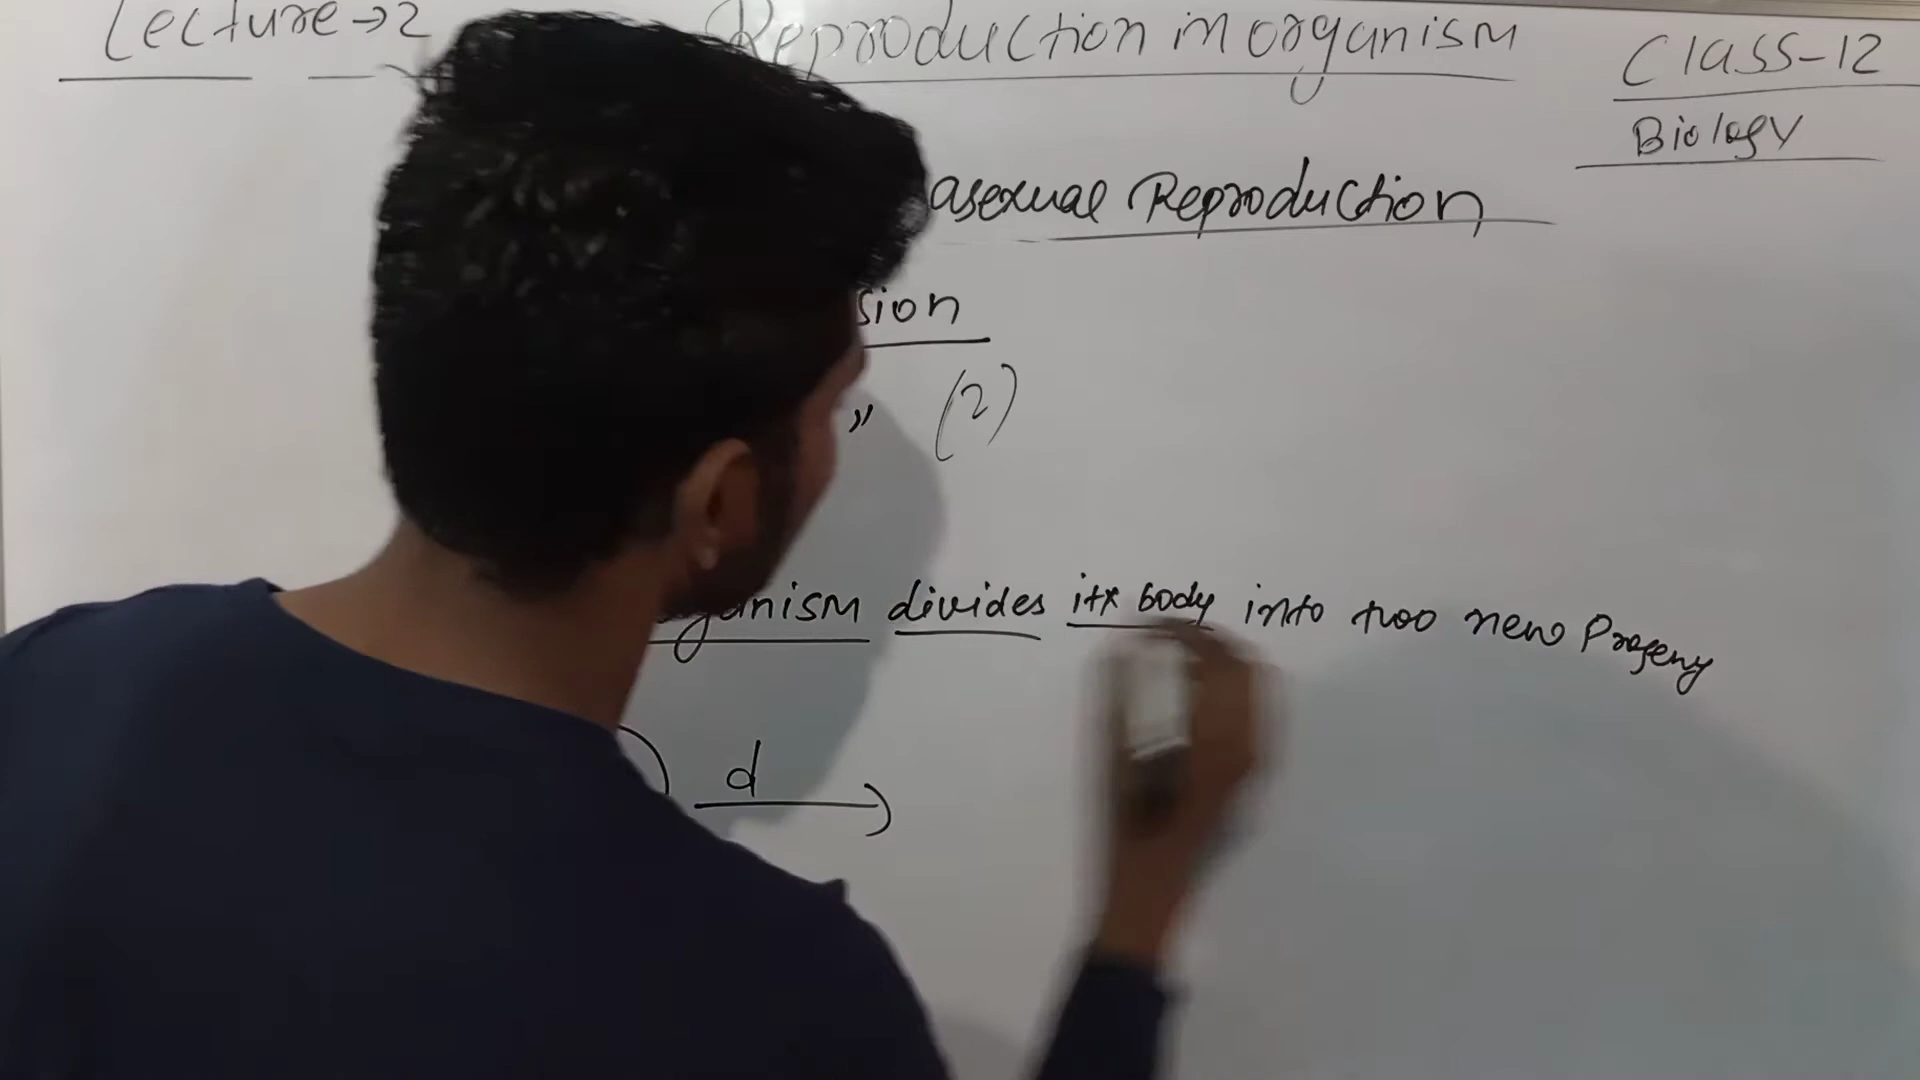 Lecture → 2 Reproduction in organism
Class-12
Biology
asexual Reproduction
sion
" (2)
ganism divides its body into two new Progeny
d